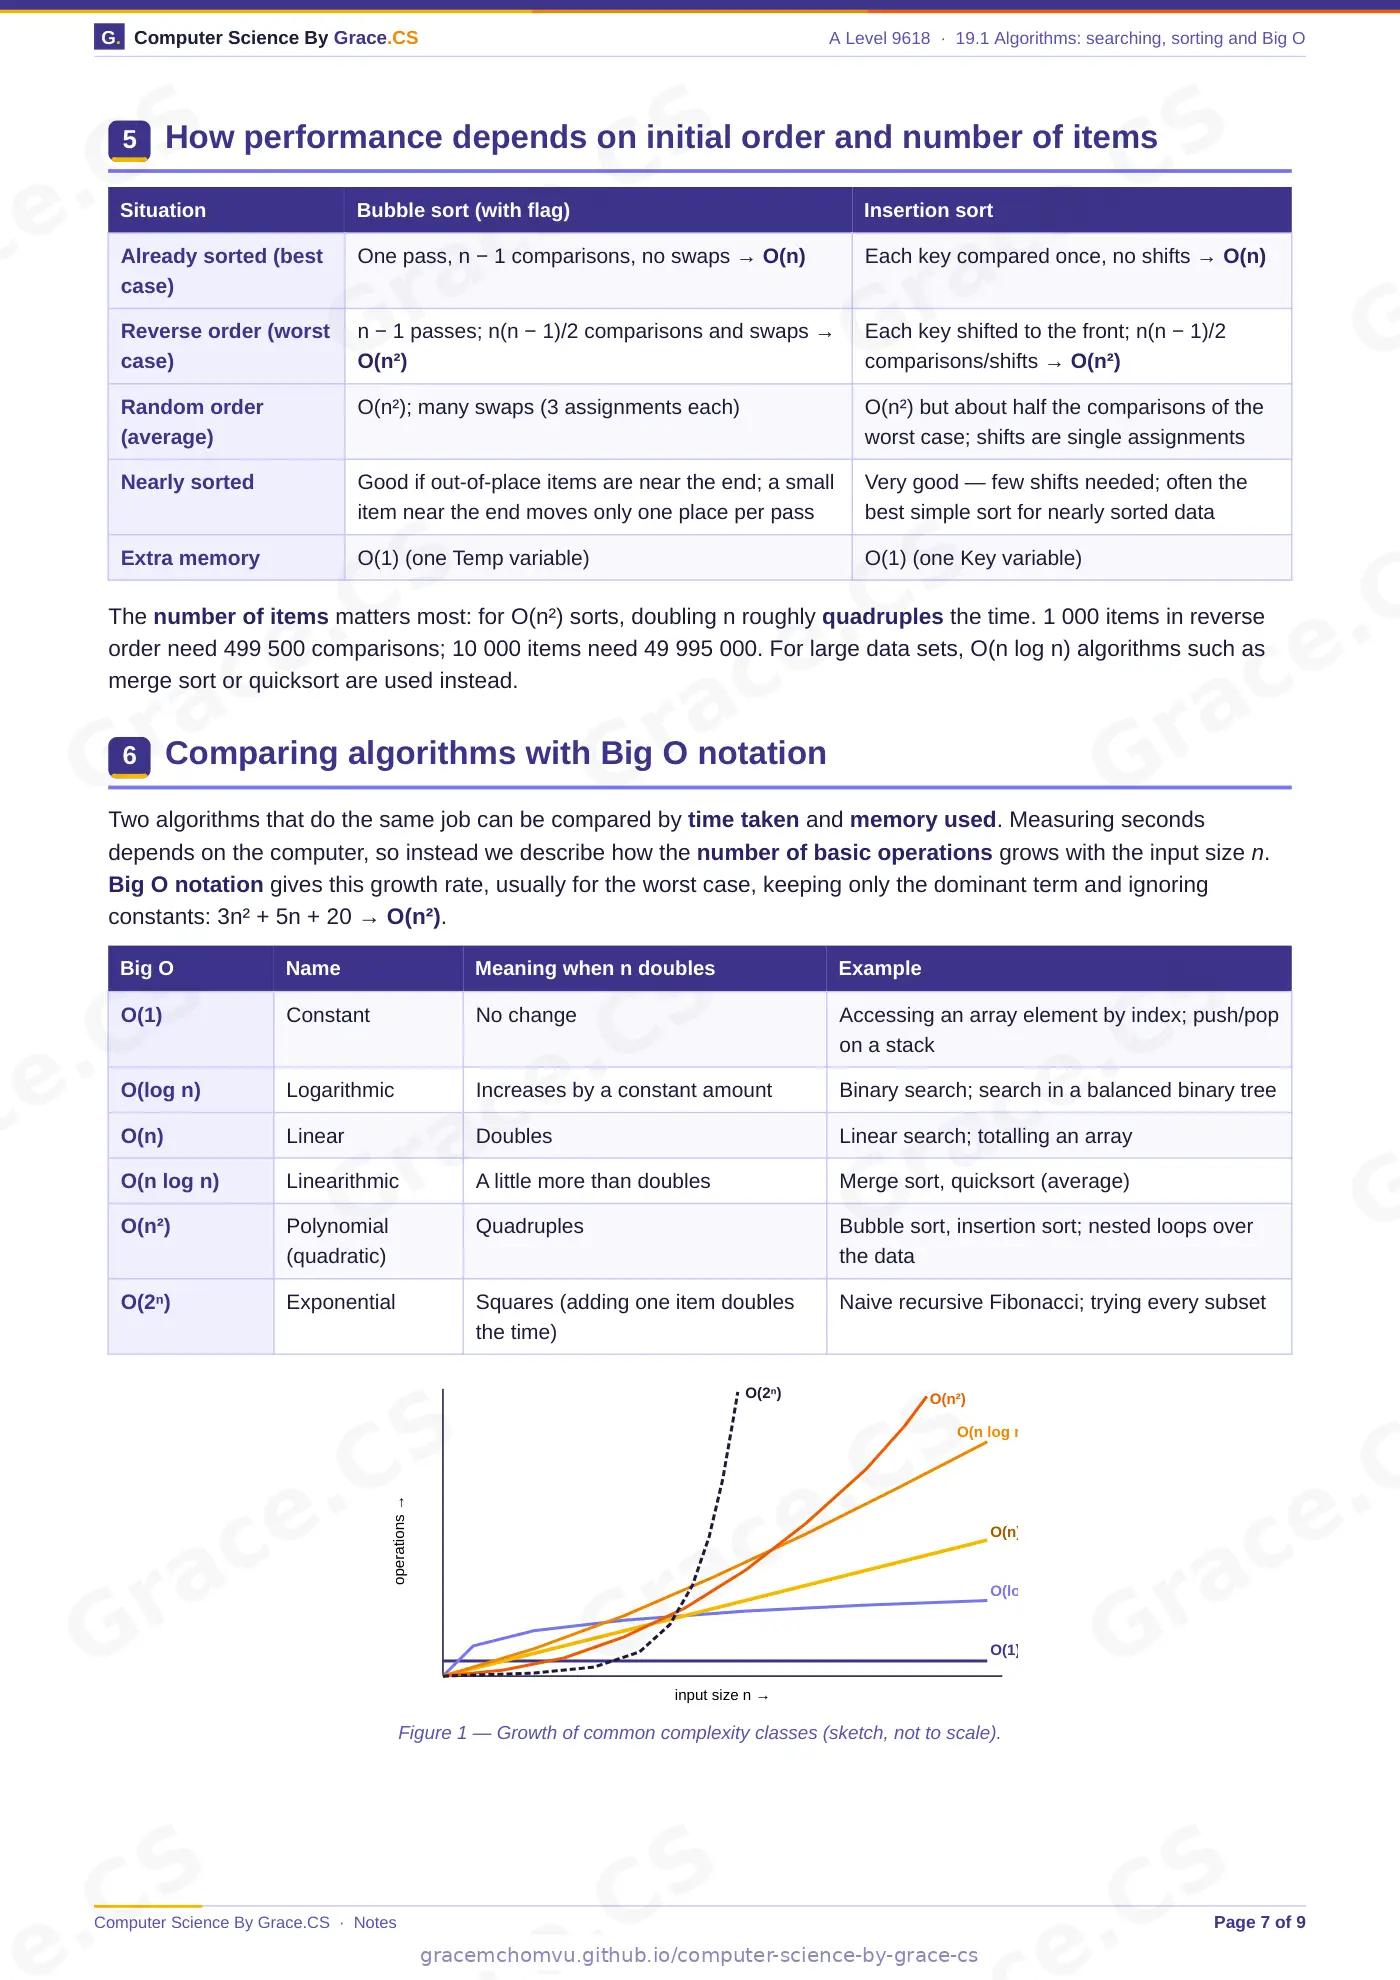 G. Computer Science By Grace.CS
A Level 9618 · 19.1 Algorithms: searching, sorting and Big O
5 How performance depends on initial order and number of items
Situation Bubble sort (with flag) Insertion sort
Already sorted (best case) One pass, n − 1 comparisons, no swaps → O(n) Each key compared once, no shifts → O(n)
Reverse order (worst case) n − 1 passes; n(n − 1)/2 comparisons and swaps → O(n²) Each key shifted to the front; n(n − 1)/2 comparisons/shifts → O(n²)
Random order (average) O(n²); many swaps (3 assignments each) O(n²) but about half the comparisons of the worst case; shifts are single assignments
Nearly sorted Good if out-of-place items are near the end; a small item near the end moves only one place per pass Very good — few shifts needed; often the best simple sort for nearly sorted data
Extra memory O(1) (one Temp variable) O(1) (one Key variable)
The number of items matters most: for O(n²) sorts, doubling n roughly quadruples the time. 1 000 items in reverse
order need 499 500 comparisons; 10 000 items need 49 995 000. For large data sets, O(n log n) algorithms such as
merge sort or quicksort are used instead.
6 Comparing algorithms with Big O notation
Two algorithms that do the same job can be compared by time taken and memory used. Measuring seconds
depends on the computer, so instead we describe how the number of basic operations grows with the input size n.
Big O notation gives this growth rate, usually for the worst case, keeping only the dominant term and ignoring
constants: 3n² + 5n + 20 → O(n²).
Big O Name Meaning when n doubles Example
O(1) Constant No change Accessing an array element by index; push/pop on a stack
O(log n) Logarithmic Increases by a constant amount Binary search; search in a balanced binary tree
O(n) Linear Doubles Linear search; totalling an array
O(n log n) Linearithmic A little more than doubles Merge sort, quicksort (average)
O(n²) Polynomial (quadratic) Quadruples Bubble sort, insertion sort; nested loops over the data
O(2ⁿ) Exponential Squares (adding one item doubles the time) Naive recursive Fibonacci; trying every subset
O(2ⁿ)
O(n²)
O(n log
O(n)
O(lo
O(1)
operations →
input size n →
Figure 1 — Growth of common complexity classes (sketch, not to scale).
Computer Science By Grace.CS · Notes
Page 7 of 9
gracemchomvu.github.io/computer-science-by-grace-cs